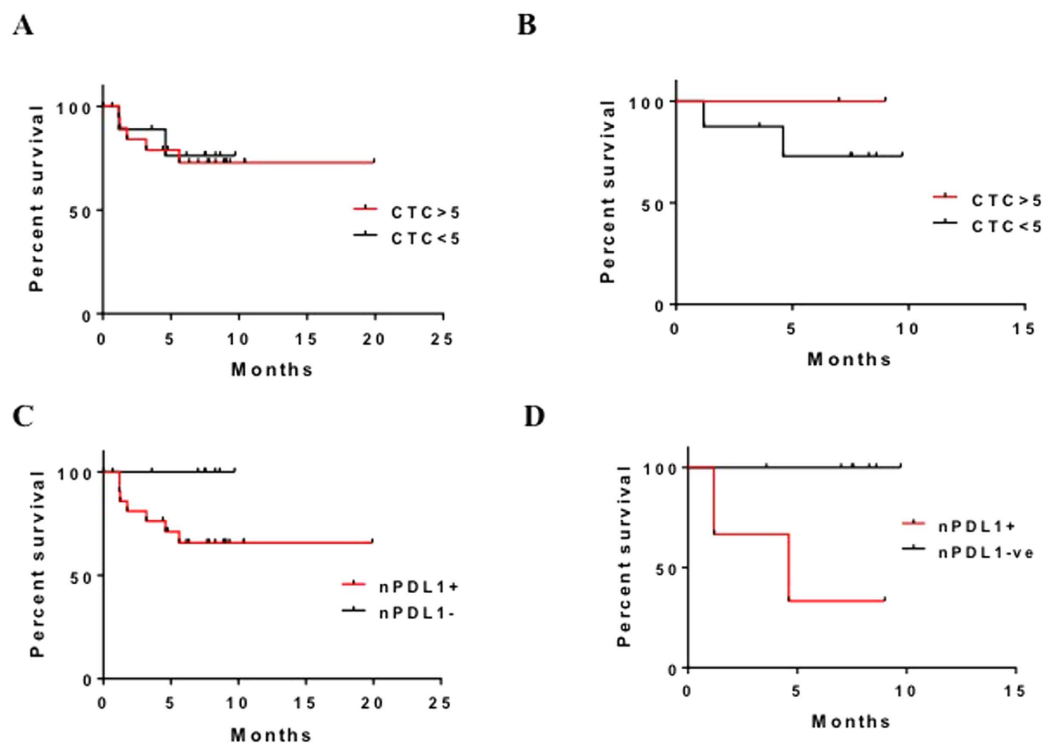 A
Percent survival
100
50
0
0 5 10 15 20 25
Months
CTC>5
CTC<5
B
Percent survival
100
50
0
0 5 10 15
Months
CTC>5
CTC<5
C
Percent survival
100
50
0
0 5 10 15 20 25
Months
nPDL1+
nPDL1-
D
Percent survival
100
50
0
0 5 10 15
Months
nPDL1+
nPDL1-ve